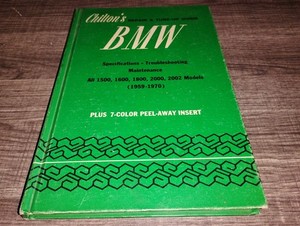 Chilton's
BMW
Specifications • Troubleshooting
Maintenance
All 1500, 1600, 1800, 2000, 2002 Models
(1959-1970)
PLUS 7-COLOR PEEL-AWAY INSERT